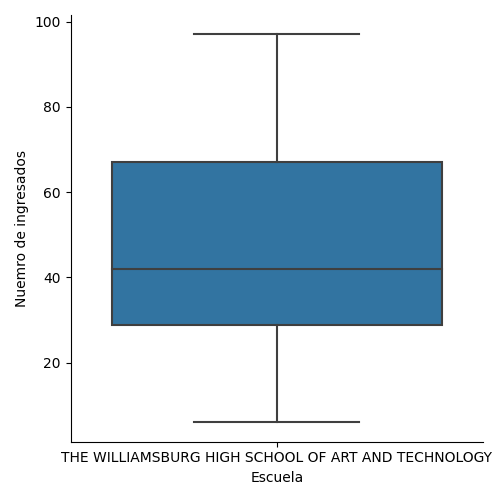 100
80
60
40
20
Nuemro de ingresados
THE WILLIAMSBURG HIGH SCHOOL OF ART AND TECHNOLOGY
Escuela